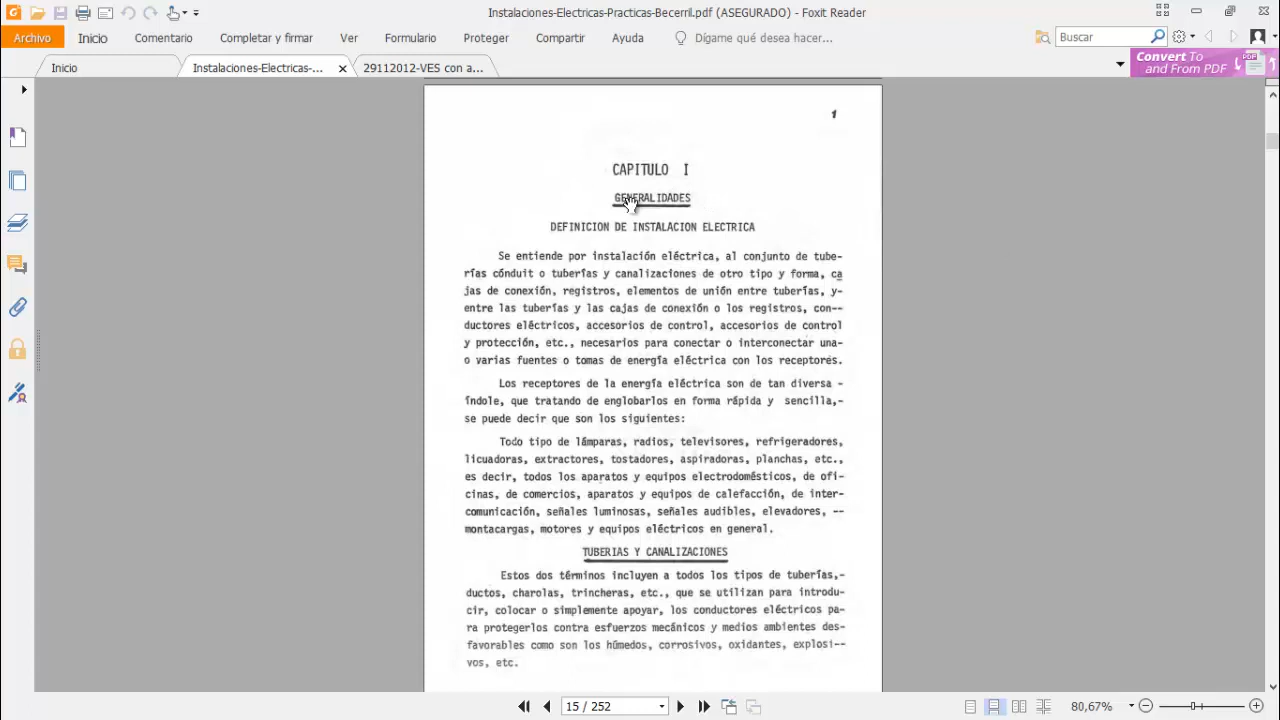 Instalaciones-Electricas-Practicas-Becerril.pdf (ASEGURADO) - Foxit Reader
Archivo Inicio Comentario Completar y firmar Ver Formulario Proteger Compartir Ayuda Dígame qué desea hacer... Buscar
Inicio Instalaciones-Electricas-... 29112012-VES con a... Convert To
and From PDF PDF
1
CAPITULO I
GENERALIDADES
DEFINICION DE INSTALACION ELECTRICA
Se entiende por instalación eléctrica, al conjunto de tube-
rías cónduit o tuberías y canalizaciones de otro tipo y forma, ca
jas de conexión, registros, elementos de unión entre tuberías, y-
entre las tuberías y las cajas de conexión o los registros, con--
ductores eléctricos, accesorios de control, accesorios de control
y protección, etc., necesarios para conectar o interconectar una-
o varias fuentes o tomas de energía eléctrica con los receptores.
Los receptores de la energía eléctrica son de tan diversa -
índole, que tratando de englobarlos en forma rápida y sencilla,-
se puede decir que son los siguientes:
Todo tipo de lámparas, radios, televisores, refrigeradores,
licuadoras, extractores, tostadores, aspiradoras, planchas, etc.,
es decir, todos los aparatos y equipos electrodomésticos, de ofi-
cinas, de comercios, aparatos y equipos de calefacción, de inter-
comunicación, señales luminosas, señales audibles, elevadores, --
montacargas, motores y equipos eléctricos en general.
TUBERIAS Y CANALIZACIONES
Estos dos términos incluyen a todos los tipos de tuberías,-
ductos, charolas, trincheras, etc., que se utilizan para introdu-
cir, colocar o simplemente apoyar, los conductores eléctricos pa-
ra protegerlos contra esfuerzos mecánicos y medios ambientes des-
favorables como son los húmedos, corrosivos, oxidantes, explosi--
vos, etc.
15 / 252 80,67%